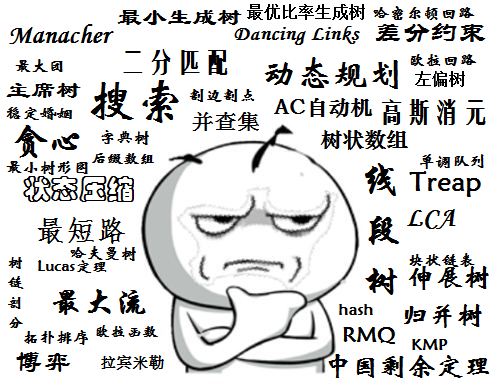 最小生成树
最优比率生成树
哈密尔顿回路
Manacher
Dancing Links
差分约束
最大团
二分匹配
欧拉回路
主席树
动态规划
左偏树
搜索
割边割点
稳定婚姻
AC自动机
高斯消元
并查集
贪心
字典树
树状数组
后缀数组
单调队列
最小树形图
状态压缩
线段树
Treap
最短路
LCA
哈夫曼树
块状链表
树链剖分
Lucas定理
伸展树
最大流
hash
归并树
拓扑排序
欧拉函数
RMQ
KMP
博弈
拉宾米勒
中国剩余定理